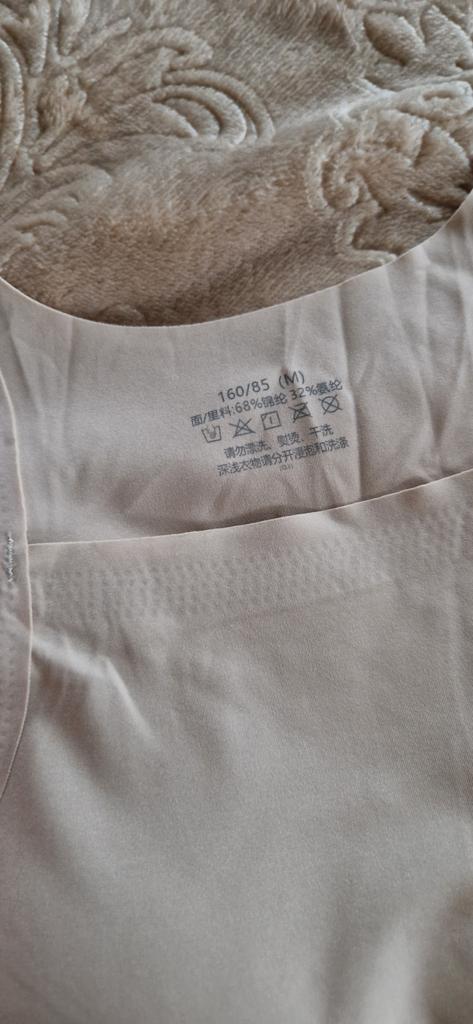 160/85 (M)
面/里料:68%锦纶 32%氨纶
请勿漂洗、熨烫、干洗
深浅衣物请分开浸泡和洗涤